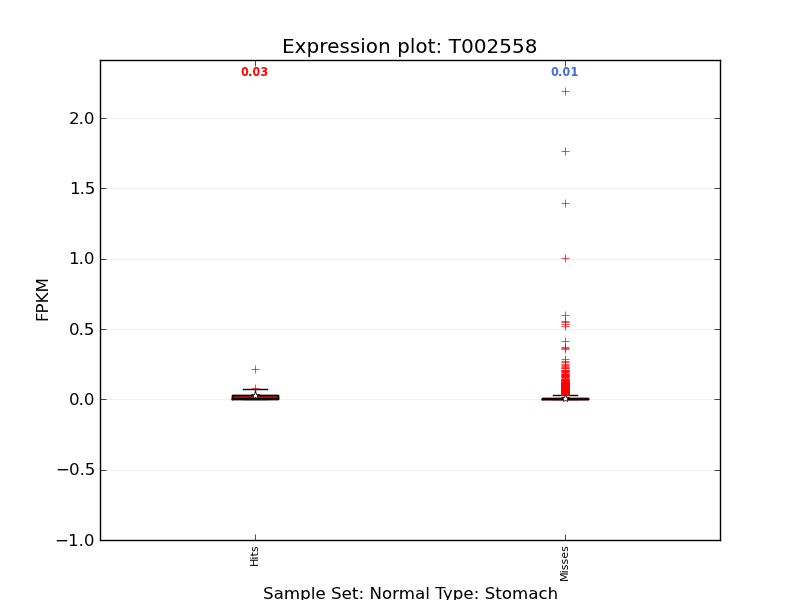 Expression plot: T002558
0.03
0.01
2.0
1.5
1.0
0.5
0.0
−0.5
−1.0
FPKM
Hits
Misses
Sample Set: Normal Type: Stomach